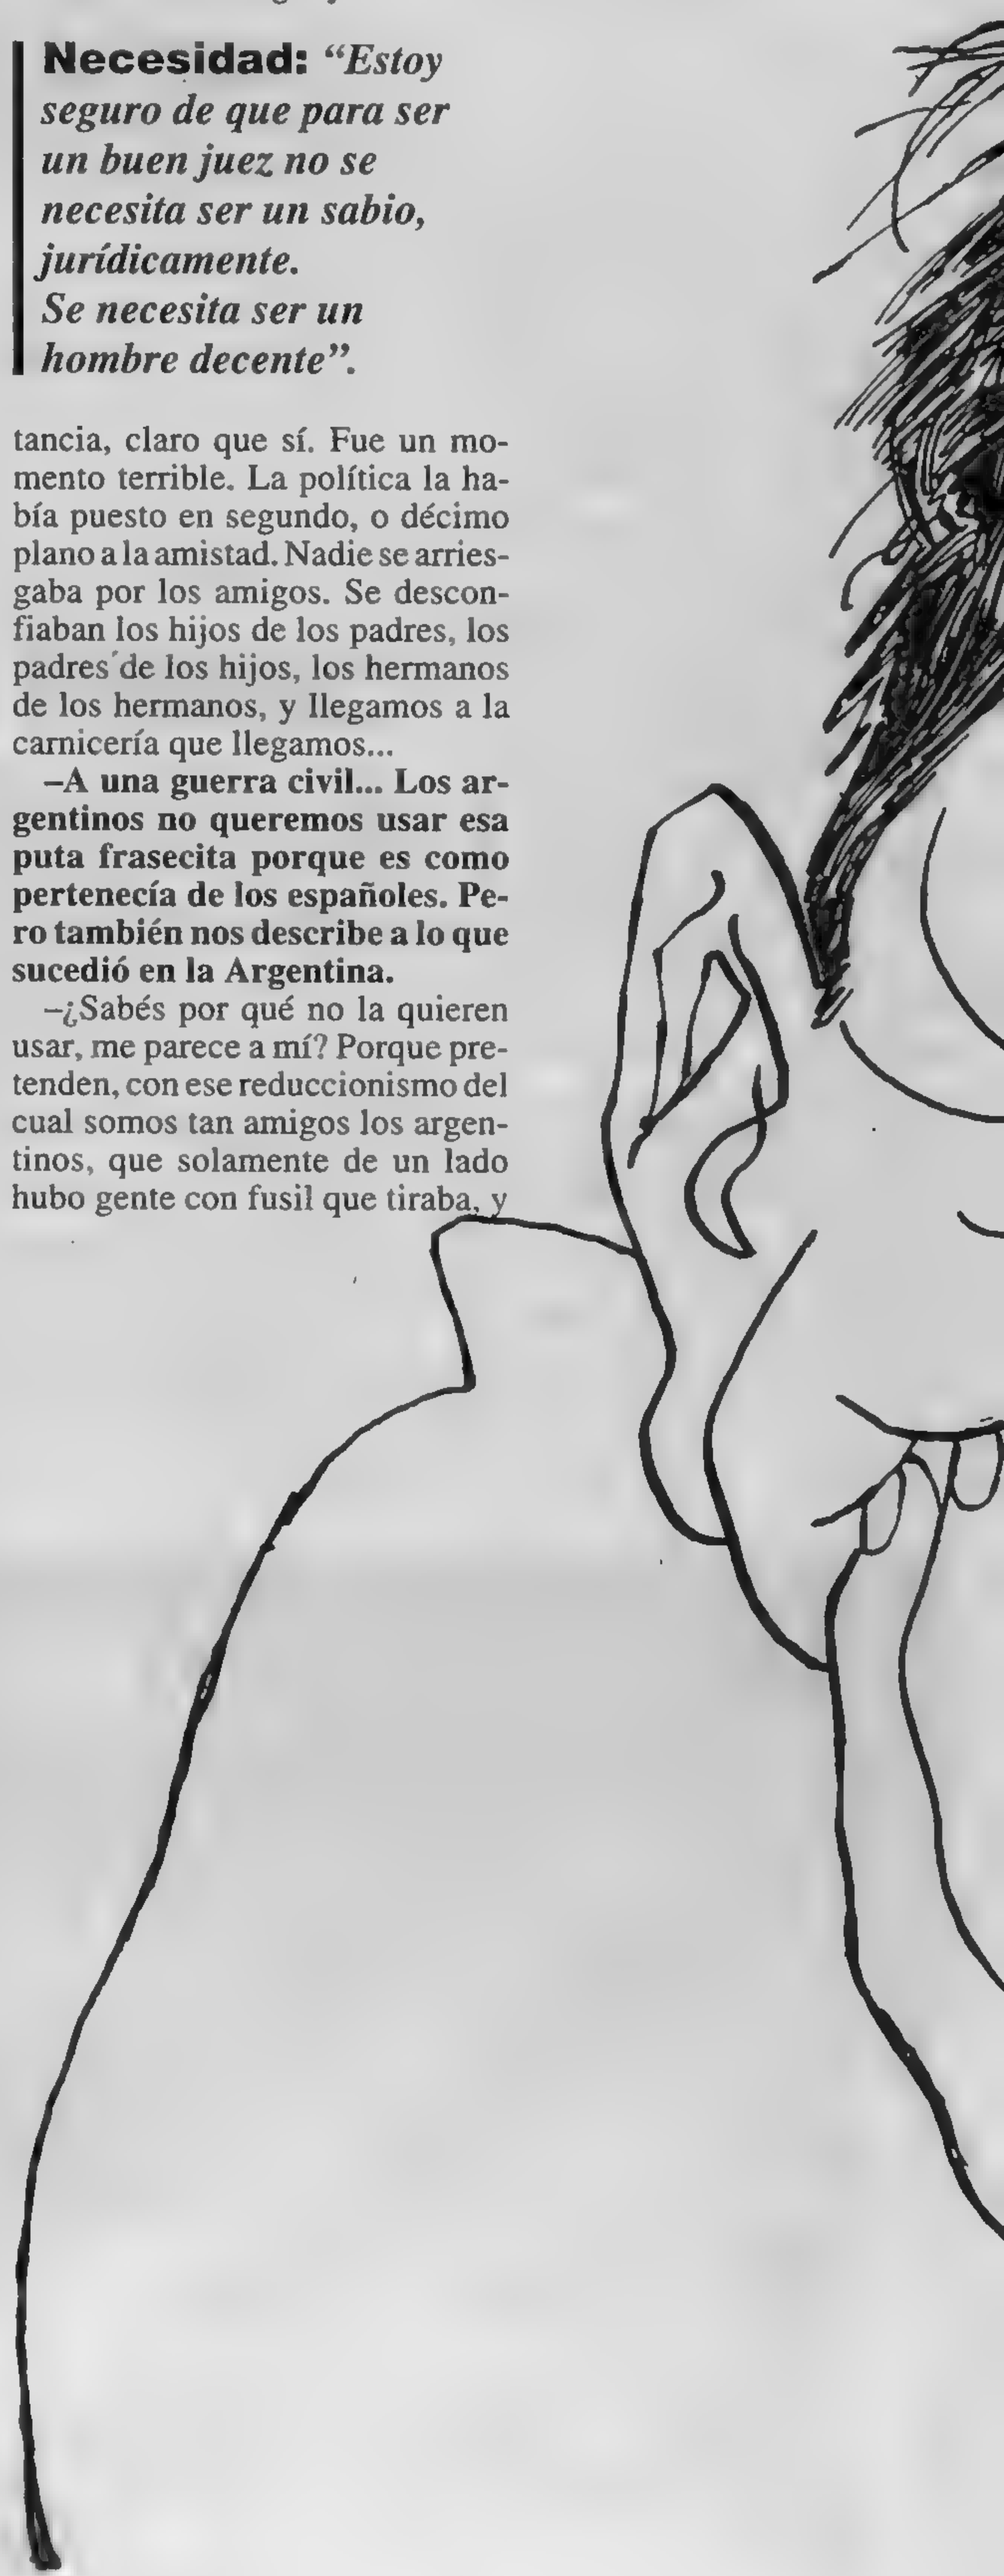 Necesidad: “Estoy
seguro de que para ser
un buen juez no se
necesita ser un sabio,
jurídicamente.
Se necesita ser un
hombre decente”.
tancia, claro que sí. Fue un mo-
mento terrible. La política la ha-
bía puesto en segundo, o décimo
plano a la amistad. Nadie se arries-
gaba por los amigos. Se descon-
fiaban los hijos de los padres, los
padres de los hijos, los hermanos
de los hermanos, y llegamos a la
carnicería que llegamos...
–A una guerra civil... Los ar-
gentinos no queremos usar esa
puta frasecita porque es como
pertenecía de los españoles. Pe-
ro también nos describe a lo que
sucedió en la Argentina.
–¿Sabés por qué no la quieren
usar, me parece a mí? Porque pre-
tenden, con ese reduccionismo del
cual somos tan amigos los argen-
tinos, que solamente de un lado
hubo gente con fusil que tiraba, y